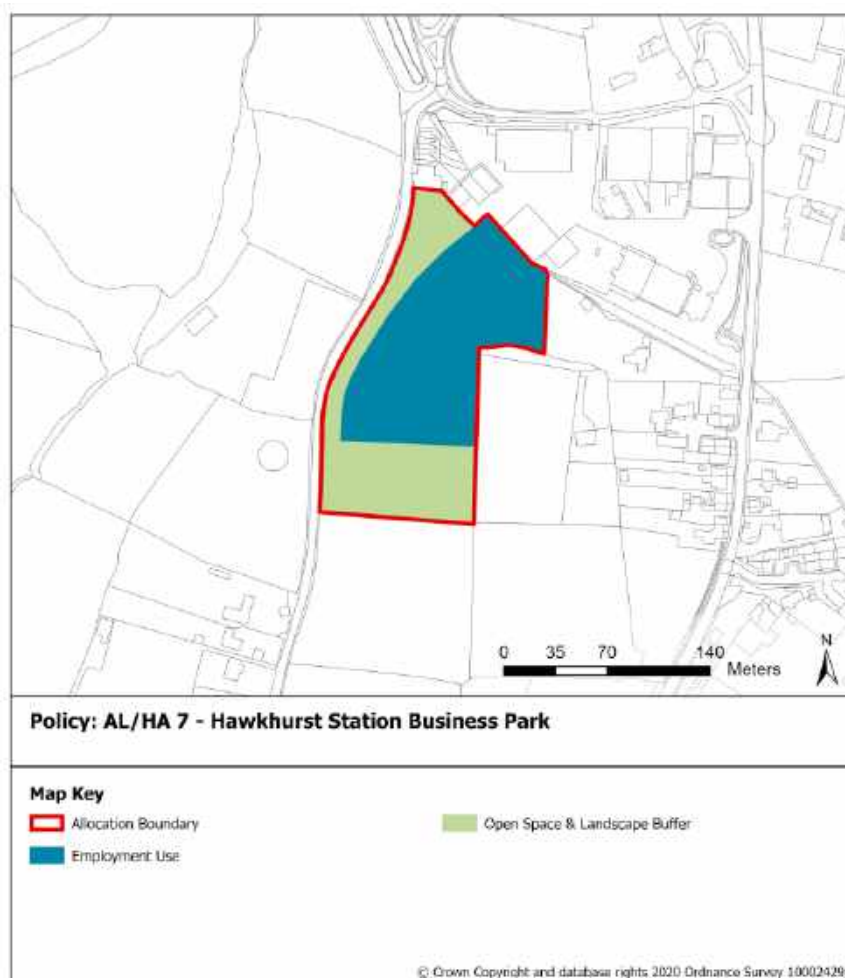 N
0 35 70 140
Meters
Policy: AL/HA 7 - Hawkhurst Station Business Park
Map Key
Allocation Boundary
Open Space & Landscape Buffer
Employment Use
© Crown Copyright and database rights 2020 Ordnance Survey 10002429